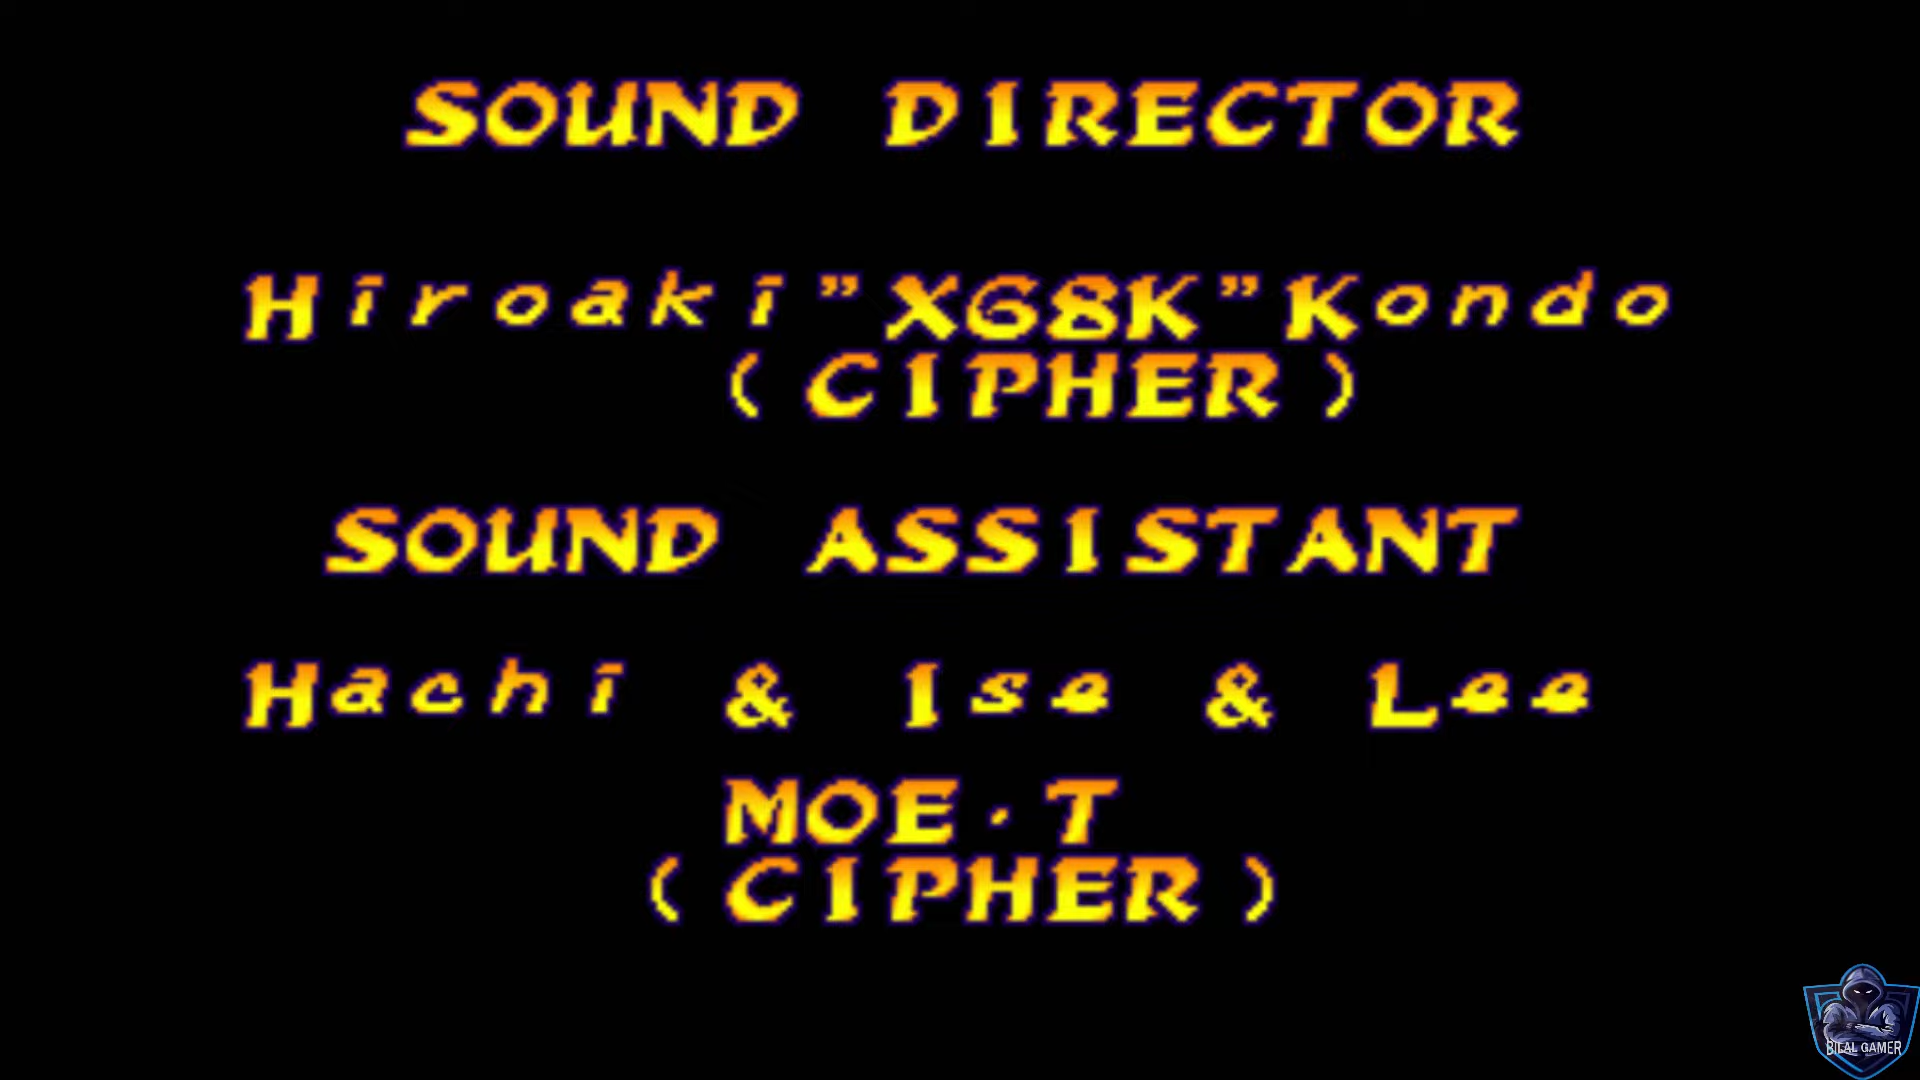 SOUND DIRECTOR
Hiroaki"X68K"Kondo
(CIPHER)
SOUND ASSISTANT
Hachi & Ise & Lee
MOE·T
(CIPHER)
BILAL GAMER